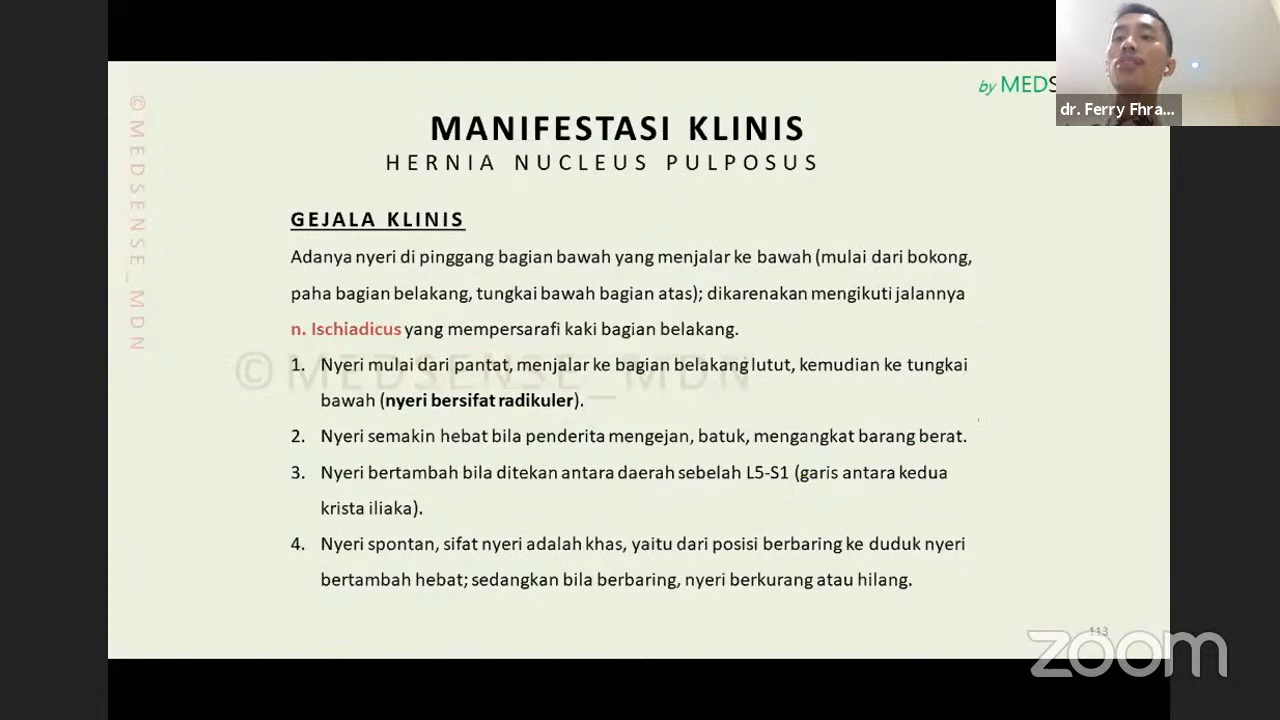 by MEDS
dr. Ferry Fhra...
©MEDSENSE_MDN
MANIFESTASI KLINIS
HERNIA NUCLEUS PULPOSUS
GEJALA KLINIS
Adanya nyeri di pinggang bagian bawah yang menjalar ke bawah (mulai dari bokong,
paha bagian belakang, tungkai bawah bagian atas); dikarenakan mengikuti jalannya
n. Ischiadicus yang mempersarafi kaki bagian belakang.
©MEDSENSE_MDN
1. Nyeri mulai dari pantat, menjalar ke bagian belakang lutut, kemudian ke tungkai
bawah (nyeri bersifat radikuler).
2. Nyeri semakin hebat bila penderita mengejan, batuk, mengangkat barang berat.
3. Nyeri bertambah bila ditekan antara daerah sebelah L5-S1 (garis antara kedua
krista iliaka).
4. Nyeri spontan, sifat nyeri adalah khas, yaitu dari posisi berbaring ke duduk nyeri
bertambah hebat; sedangkan bila berbaring, nyeri berkurang atau hilang.
113
zoom